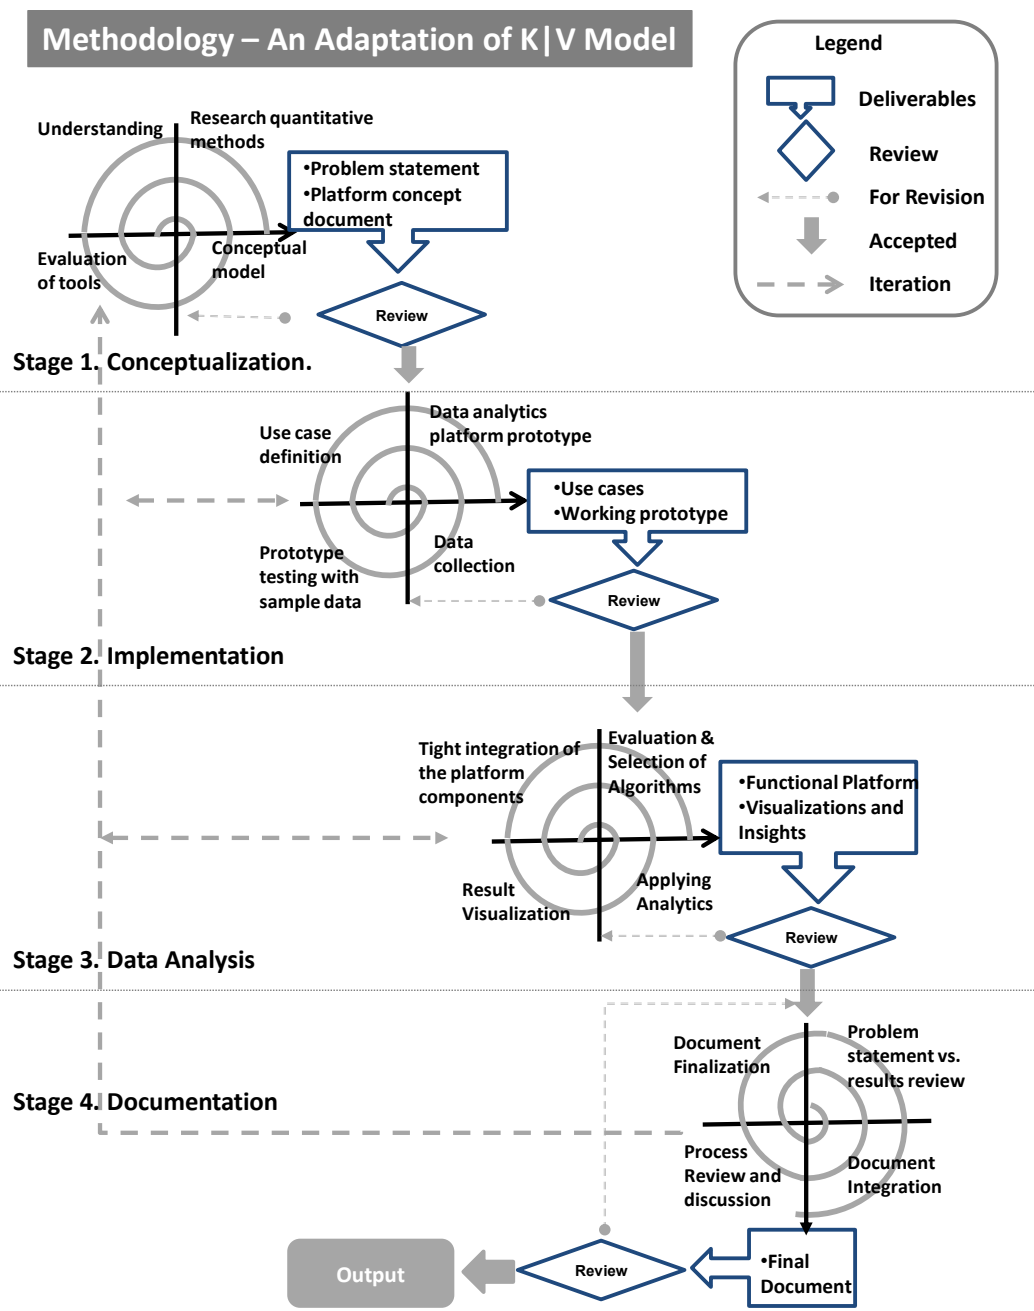 Methodology – An Adaptation of K|V Model
Legend
Deliverables
Review
For Revision
Accepted
Iteration
Understanding
Research quantitative
methods
Evaluation
of tools
Conceptual
model
•Problem statement
•Platform concept
document
Review
Stage 1. Conceptualization.
Use case
definition
Data analytics
platform prototype
Prototype
testing with
sample data
Data
collection
•Use cases
•Working prototype
Review
Stage 2. Implementation
Tight integration of
the platform
components
Evaluation &
Selection of
Algorithms
Result
Visualization
Applying
Analytics
•Functional Platform
•Visualizations and
Insights
Review
Stage 3. Data Analysis
Document
Finalization
Problem
statement vs.
results review
Stage 4. Documentation
Process
Review and
discussion
Document
Integration
•Final
Document
Review
Output